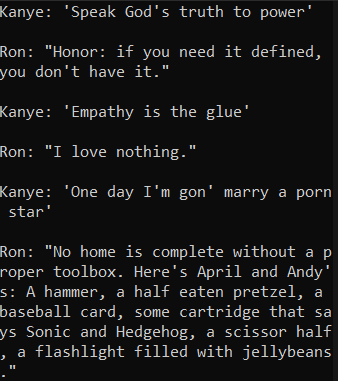 Kanye: 'Speak God's truth to power'
Ron: "Honor: if you need it defined,
you don't have it."
Kanye: 'Empathy is the glue'
Ron: "I love nothing."
Kanye: 'One day I'm gon' marry a porn
 star'
Ron: "No home is complete without a p
roper toolbox. Here's April and Andy'
s: A hammer, a half eaten pretzel, a
baseball card, some cartridge that sa
ys Sonic and Hedgehog, a scissor half
, a flashlight filled with jellybeans
."